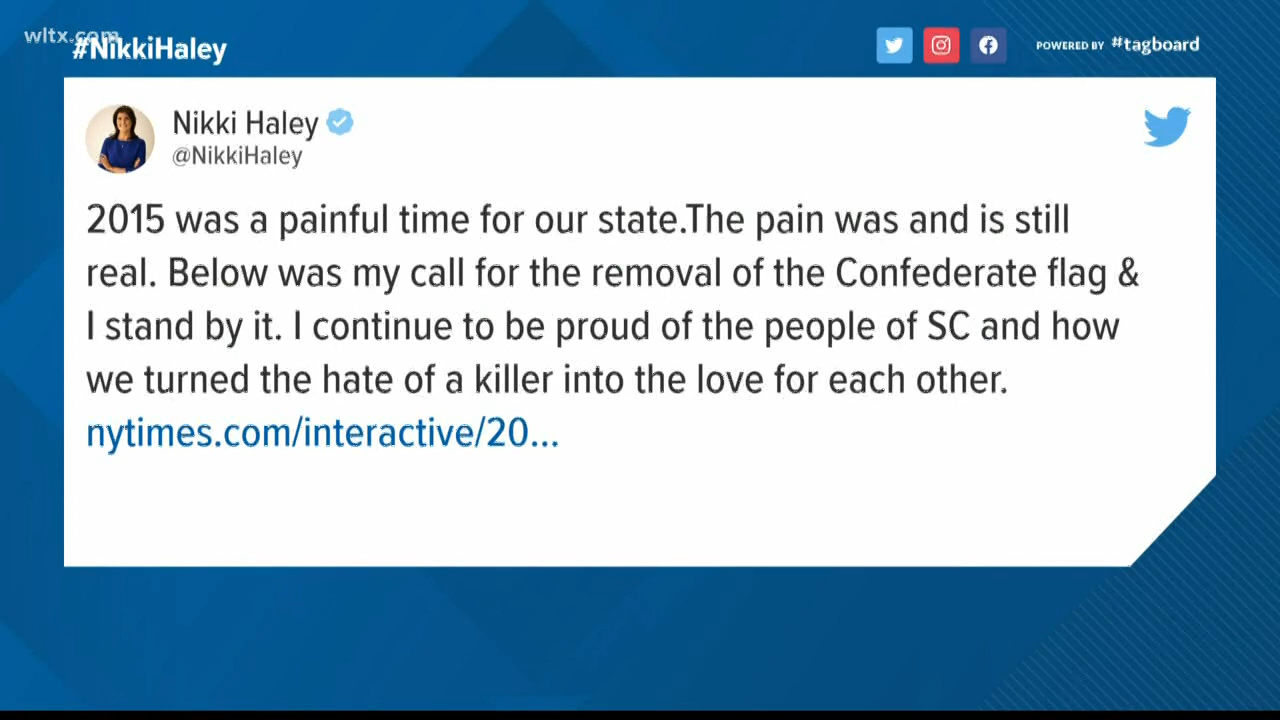 wltx.com
#NikkiHaley
POWERED BY #tagboard
Nikki Haley
@NikkiHaley
2015 was a painful time for our state.The pain was and is still
real. Below was my call for the removal of the Confederate flag &
I stand by it. I continue to be proud of the people of SC and how
we turned the hate of a killer into the love for each other.
nytimes.com/interactive/20...